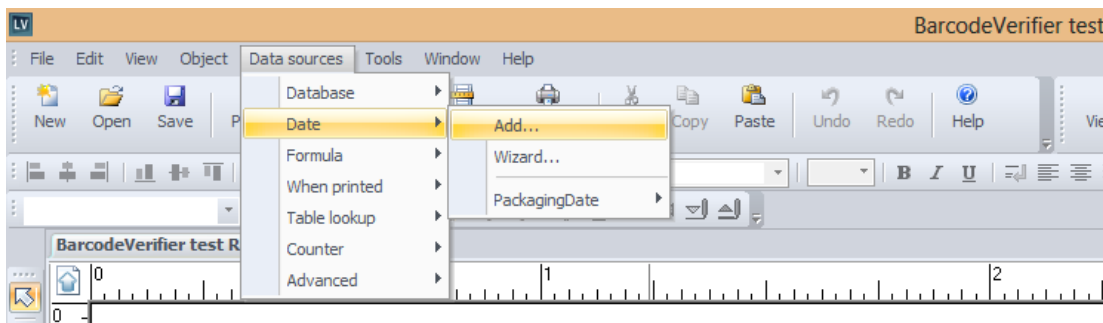 LV BarcodeVerifier test
File Edit View Object Data sources Tools Window Help
Database
New Open Save P Copy Paste Undo Redo Help Vie
Date Add...
Formula Wizard...
B I U
When printed
PackagingDate
Table lookup
BarcodeVerifier test R Counter
Advanced
0 1 2
0